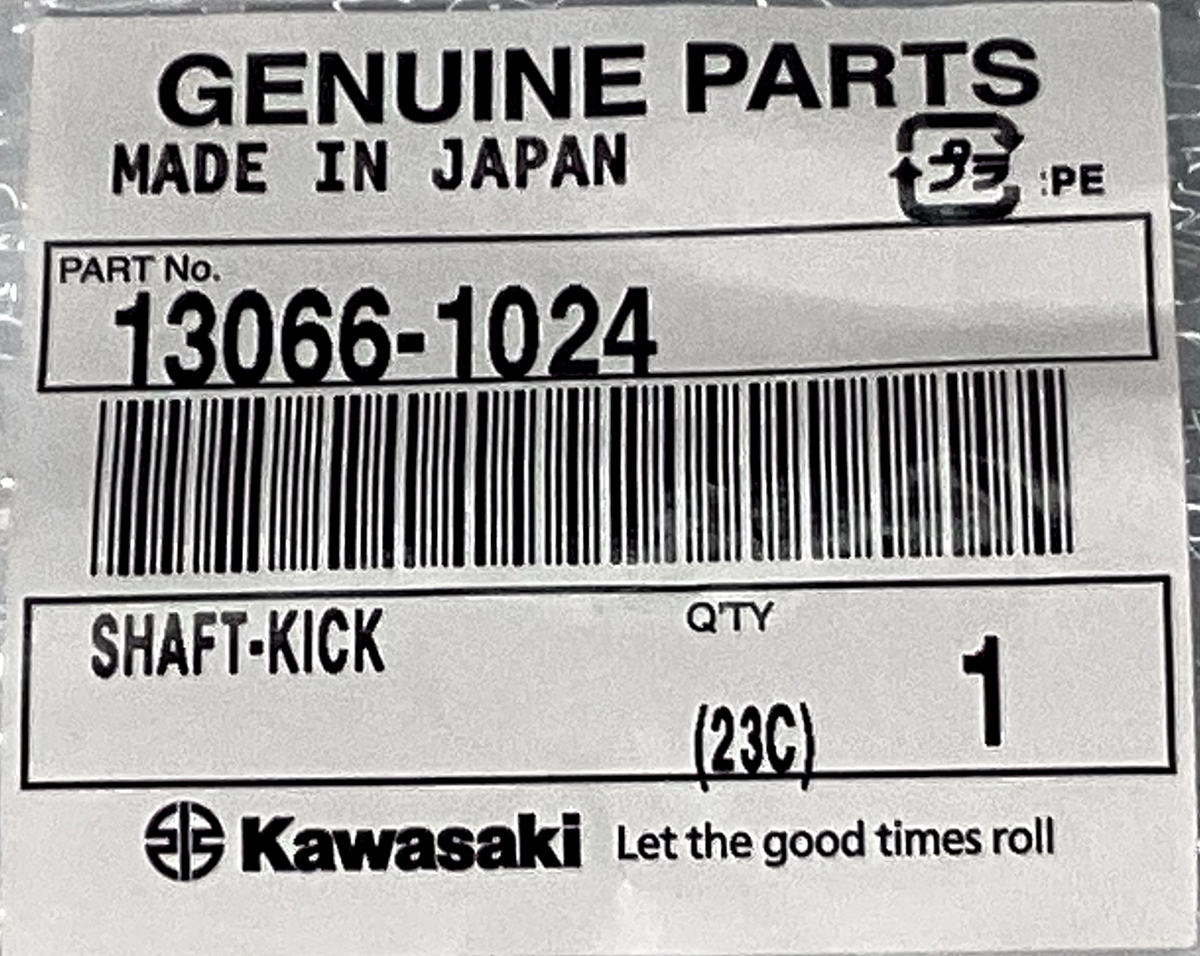 GENUINE PARTS
MADE IN JAPAN
プラ :PE
PART No.
13066-1024
SHAFT-KICK
Q'TY
1
(23C)
Kawasaki Let the good times roll